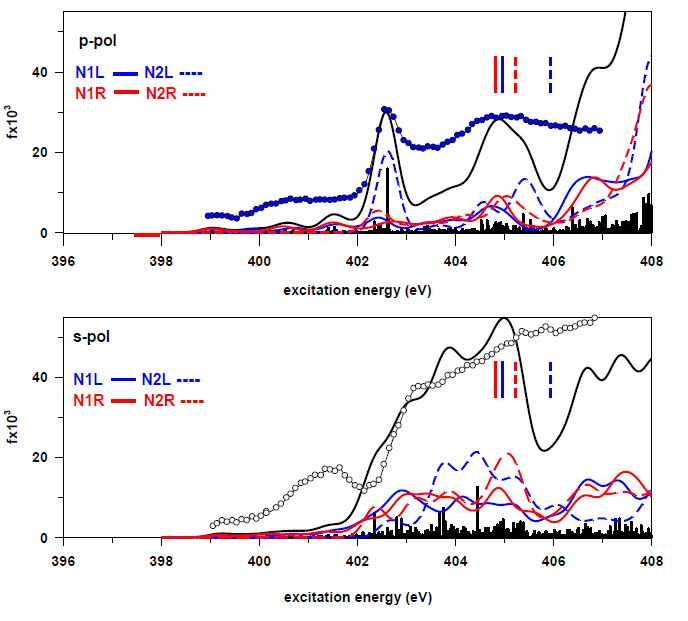 p-pol
N1L N2L
N1R N2R
fx10³
40
20
0
396 398 400 402 404 406 408
excitation energy (eV)
s-pol
N1L N2L
N1R N2R
fx10³
40
20
0
396 398 400 402 404 406 408
excitation energy (eV)